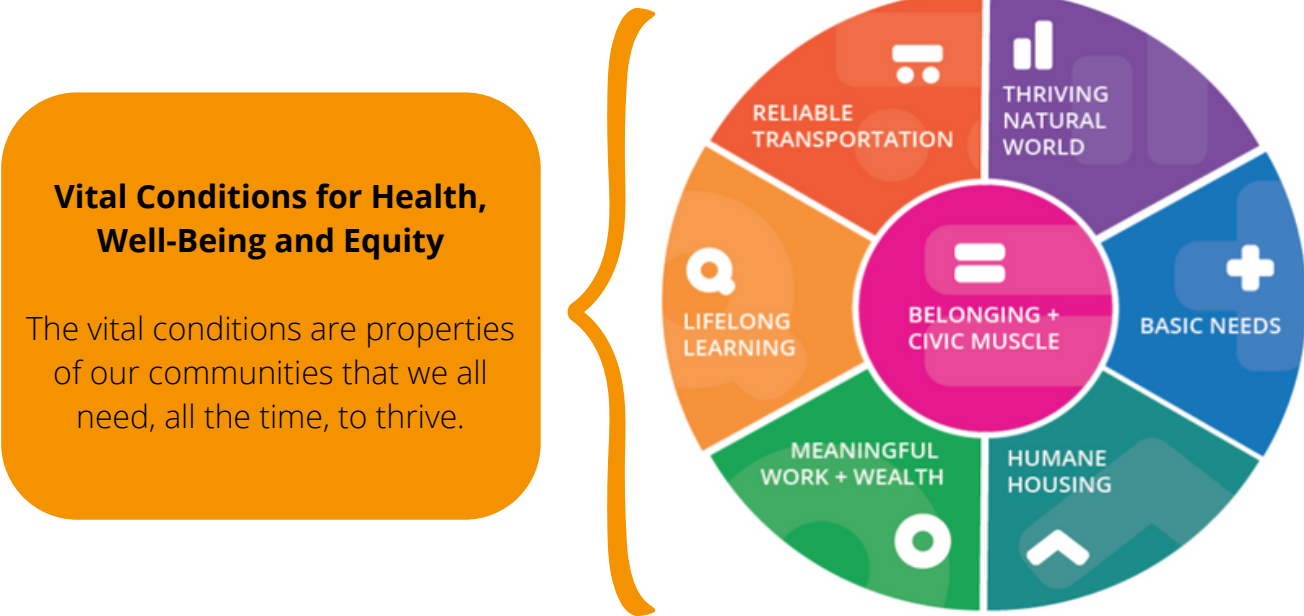 Vital Conditions for Health,
Well-Being and Equity
The vital conditions are properties
of our communities that we all
need, all the time, to thrive.
RELIABLE
TRANSPORTATION
THRIVING
NATURAL
WORLD
LIFELONG
LEARNING
BELONGING +
CIVIC MUSCLE
BASIC NEEDS
MEANINGFUL
WORK + WEALTH
HUMANE
HOUSING